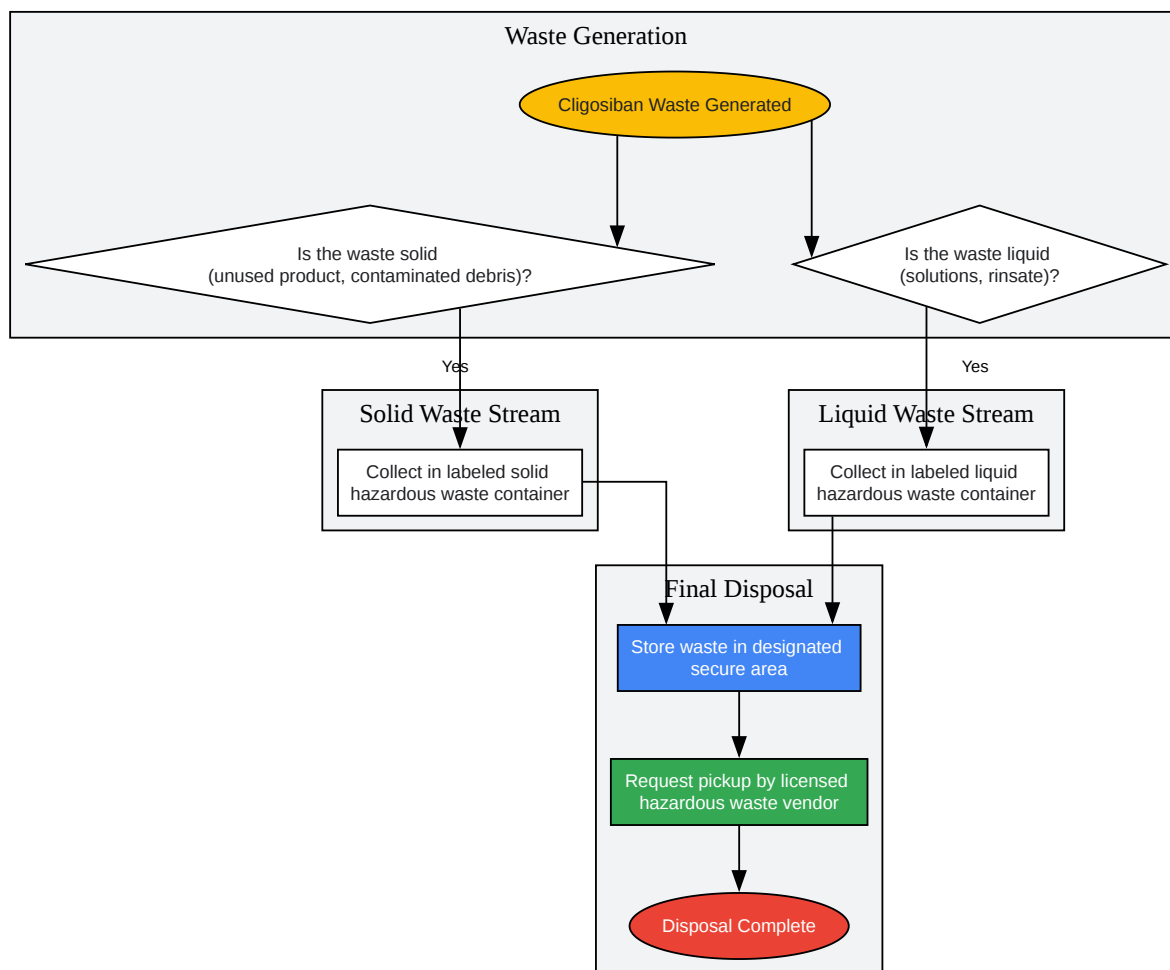 Waste Generation
Cligosiban Waste Generated
Is the waste solid
(unused product, contaminated debris)?
Is the waste liquid
(solutions, rinsate)?
Yes
Yes
Solid Waste Stream
Liquid Waste Stream
Collect in labeled solid
hazardous waste container
Collect in labeled liquid
hazardous waste container
Final Disposal
Store waste in designated
secure area
Request pickup by licensed
hazardous waste vendor
Disposal Complete